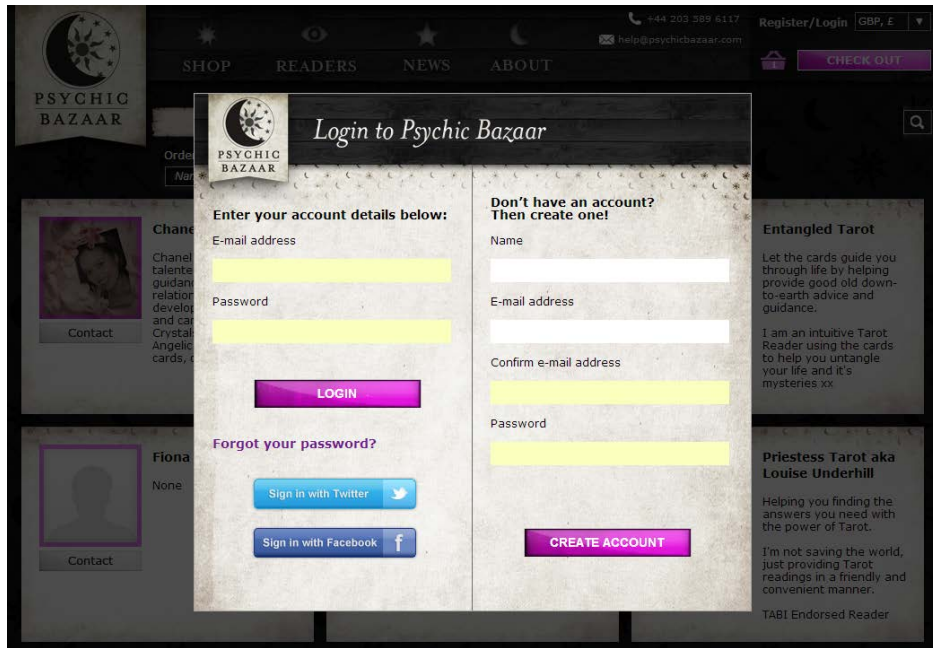 +44 203 589 6117
help@psychicbazaar.com
Register/Login GBP, £
SHOP READERS NEWS ABOUT
CHECK OUT
PSYCHIC
BAZAAR
Login to Psychic Bazaar
PSYCHIC
BAZAAR
Enter your account details below:
E-mail address
Password
LOGIN
Forgot your password?
Sign in with Twitter
Sign in with Facebook
f
Don't have an account?
Then create one!
Name
E-mail address
Confirm e-mail address
Password
CREATE ACCOUNT
Contact
Fiona
None
Contact
Entangled Tarot
Let the cards guide you
through life by helping
provide good old down-
to-earth advice and
guidance.
I am an intuitive Tarot
Reader using the cards
to help you untangle
your life and it's
mysteries xx
Priestess Tarot aka
Louise Underhill
Helping you finding the
answers you need with
the power of Tarot.
I'm not saving the world,
just providing Tarot
readings in a friendly and
convenient manner.
TABI Endorsed Reader